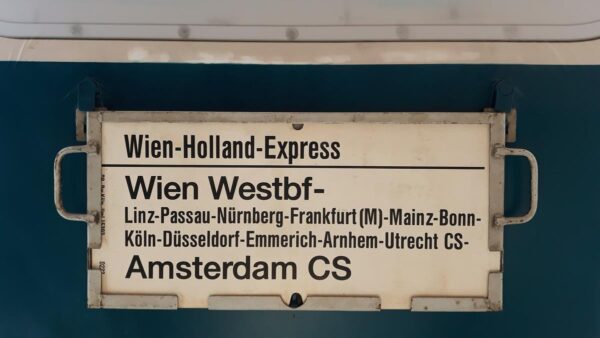 Wien-Holland-Express
Wien Westbf-
Linz-Passau-Nürnberg-Frankfurt(M)-Mainz-Bonn-
Köln-Düsseldorf-Emmerich-Arnhem-Utrecht CS-
Amsterdam CS